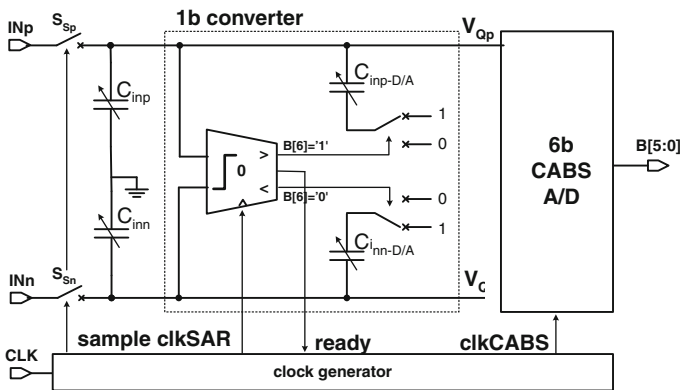 1b converter
INp
S_Sp
V_Qp
C_inp
C_inp-D/A
1
0
B[6]='1'
>
0
<
B[6]='0'
6b
CABS
A/D
B[5:0]
0
1
C_inn
C_inn-D/A
INn
S_Sn
V_Q
sample clkSAR
ready
clkCABS
CLK
clock generator